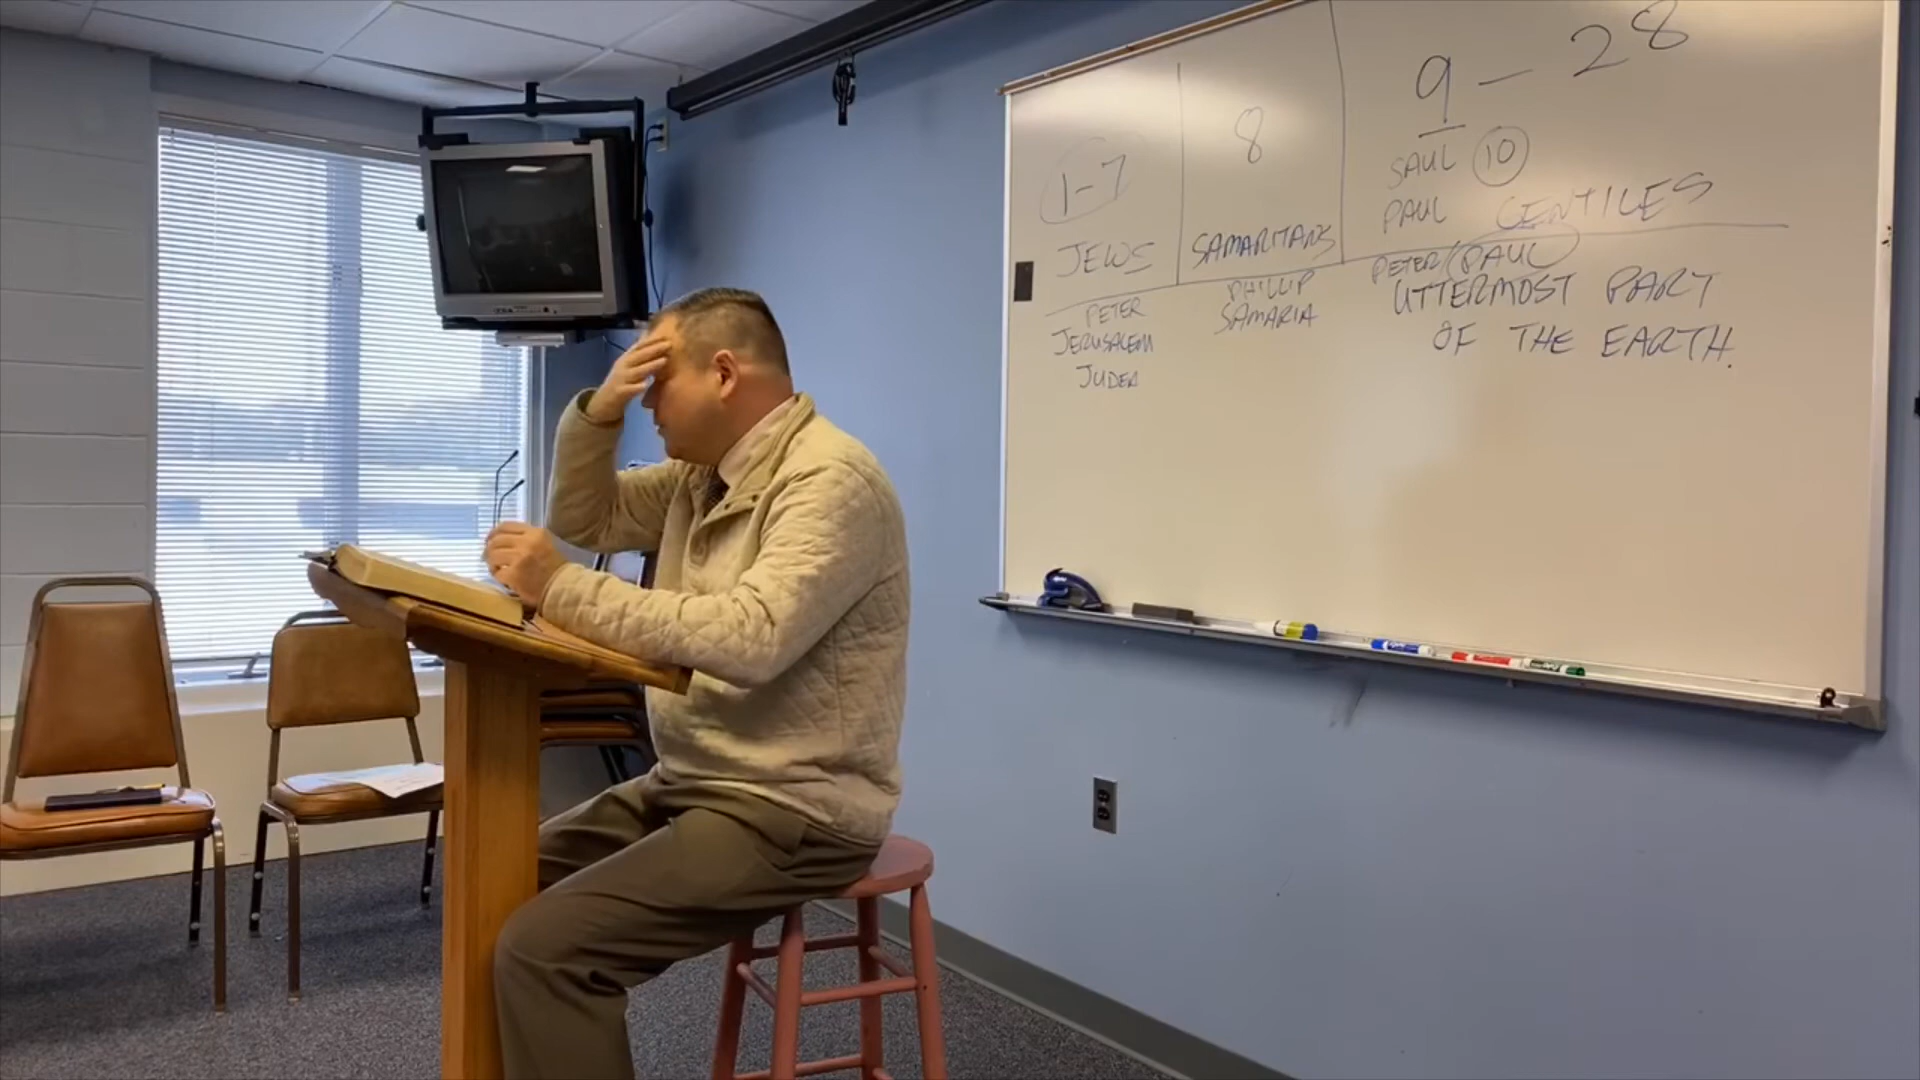 1-7
JEWS
PETER
JERUSALEM
JUDEA
8
SAMARITANS
PHILLIP
SAMARIA
9 - 28
SAUL 10
PAUL GENTILES
PETER/PAUL
UTTERMOST PART
OF THE EARTH.